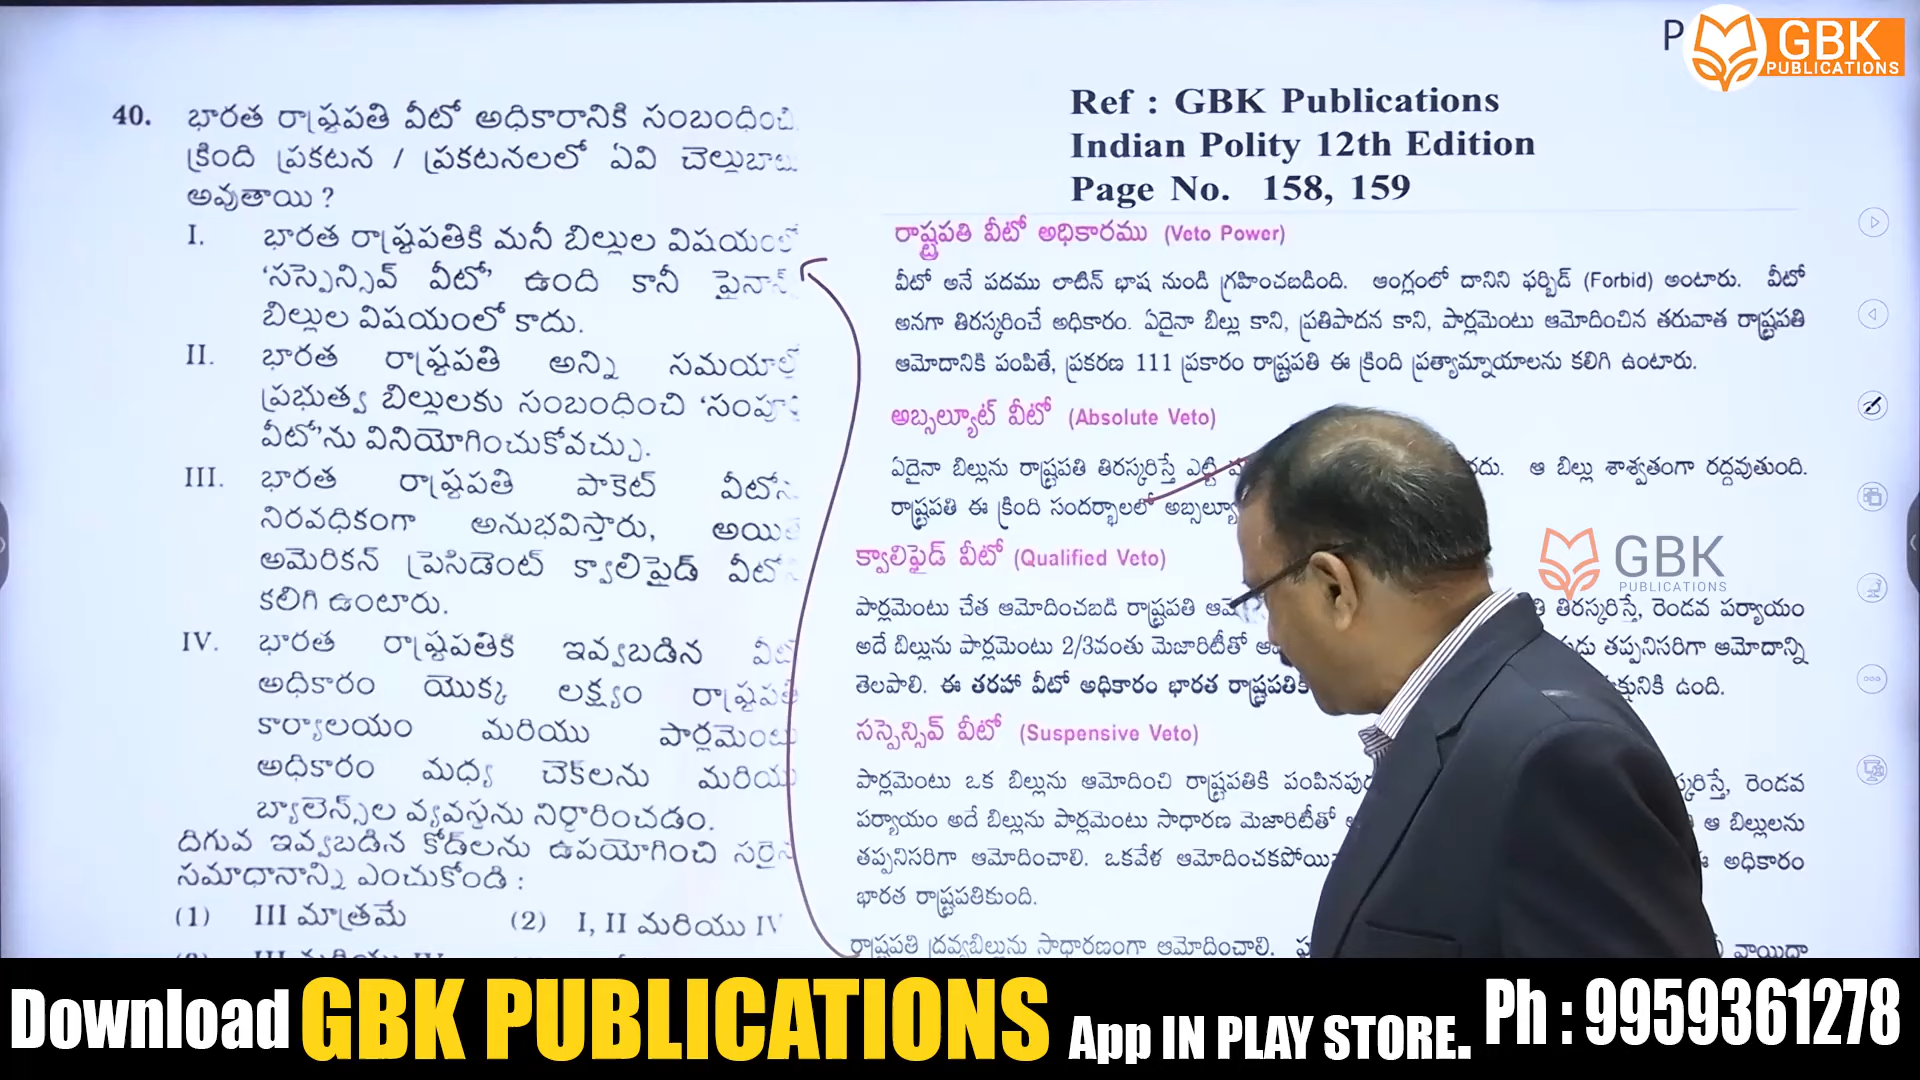 40. భారత రాష్ట్రపతి వీటో అధికారానికి సంబంధించి
క్రింది ప్రకటన / ప్రకటనలలో ఏవి
అవుతాయి ?
I. భారత రాష్ట్రపతికి మనీ బిల్లుల విషయంలో
'సస్పెన్సివ్ వీటో' ఉంది కానీ
బిల్లుల విషయంలో కాదు.
II. భారత రాష్ట్రపతి అన్ని
ప్రభుత్వ బిల్లులకు సంబంధించి
వీటో'ను వినియోగించుకోవచ్చు.
III. భారత రాష్ట్రపతి పాకెట్
నిరవధికంగా అనుభవిస్తారు,
అమెరికన్ ప్రెసిడెంట్ క్వాలిఫైడ్
కలిగి ఉంటారు.
IV. భారత రాష్ట్రపతికి ఇవ్వబడిన
అధికారం యొక్క లక్ష్యం
కార్యాలయం మరియు పార్లమెంటు
అధికారం మధ్య చెక్‌లను మరియు
బ్యాలెన్స్‌ల వ్యవస్థను నిర్ధారించడం.
దిగువ ఇవ్వబడిన కోడ్‌లను ఉపయోగించి
సమాధానాన్ని ఎంచుకోండి :
(1) III మాత్రమే (2) I, II మరియు IV
Ref : GBK Publications
Indian Polity 12th Edition
Page No. 158, 159
రాష్ట్రపతి వీటో అధికారము (Veto Power)
వీటో అనే పదము లాటిన్ భాష నుండి గ్రహించబడింది. ఆంగ్లంలో దానిని ఫర్బిడ్ (Forbid) అంటారు. వీటో
అనగా తిరస్కరించే అధికారం. ఏదైనా బిల్లు కాని, ప్రతిపాదన కాని, పార్లమెంటు ఆమోదించిన తరువాత రాష్ట్రపతి
ఆమోదానికి పంపితే, ప్రకరణ 111 ప్రకారం రాష్ట్రపతి ఈ క్రింది ప్రత్యామ్నాయాలను కలిగి ఉంటారు.
అబ్సల్యూట్ వీటో (Absolute Veto)
ఏదైనా బిల్లును రాష్ట్రపతి తిరస్కరిస్తే ఆ బిల్లు శాశ్వతంగా రద్దవుతుంది.
రాష్ట్రపతి ఈ క్రింది సందర్భాలలో
క్వాలిఫైడ్ వీటో (Qualified Veto)
పార్లమెంటు చేత ఆమోదించబడి రాష్ట్రపతి తిరస్కరిస్తే, రెండవ పర్యాయం
అదే బిల్లును పార్లమెంటు 2/3వంతు మెజారిటీతో తప్పనిసరిగా ఆమోదాన్ని
తెలపాలి. ఈ తరహా వీటో అధికారం భారత ఉంది.
సస్పెన్సివ్ వీటో (Suspensive Veto)
పార్లమెంటు ఒక బిల్లును ఆమోదించి రాష్ట్రపతికి రెండవ
పర్యాయం అదే బిల్లును పార్లమెంటు సాధారణ మెజారిటీతో ఆ బిల్లులను
తప్పనిసరిగా ఆమోదించాలి. ఒకవేళ అధికారం
భారత రాష్ట్రపతికుంది.
రాష్ట్రపతి ద్రవ్యబిల్లును సాధారణంగా ఆమోదించాలి. వాయిదా
GBK
PUBLICATIONS
GBK
PUBLICATIONS
Download GBK PUBLICATIONS App IN PLAY STORE. Ph : 9959361278